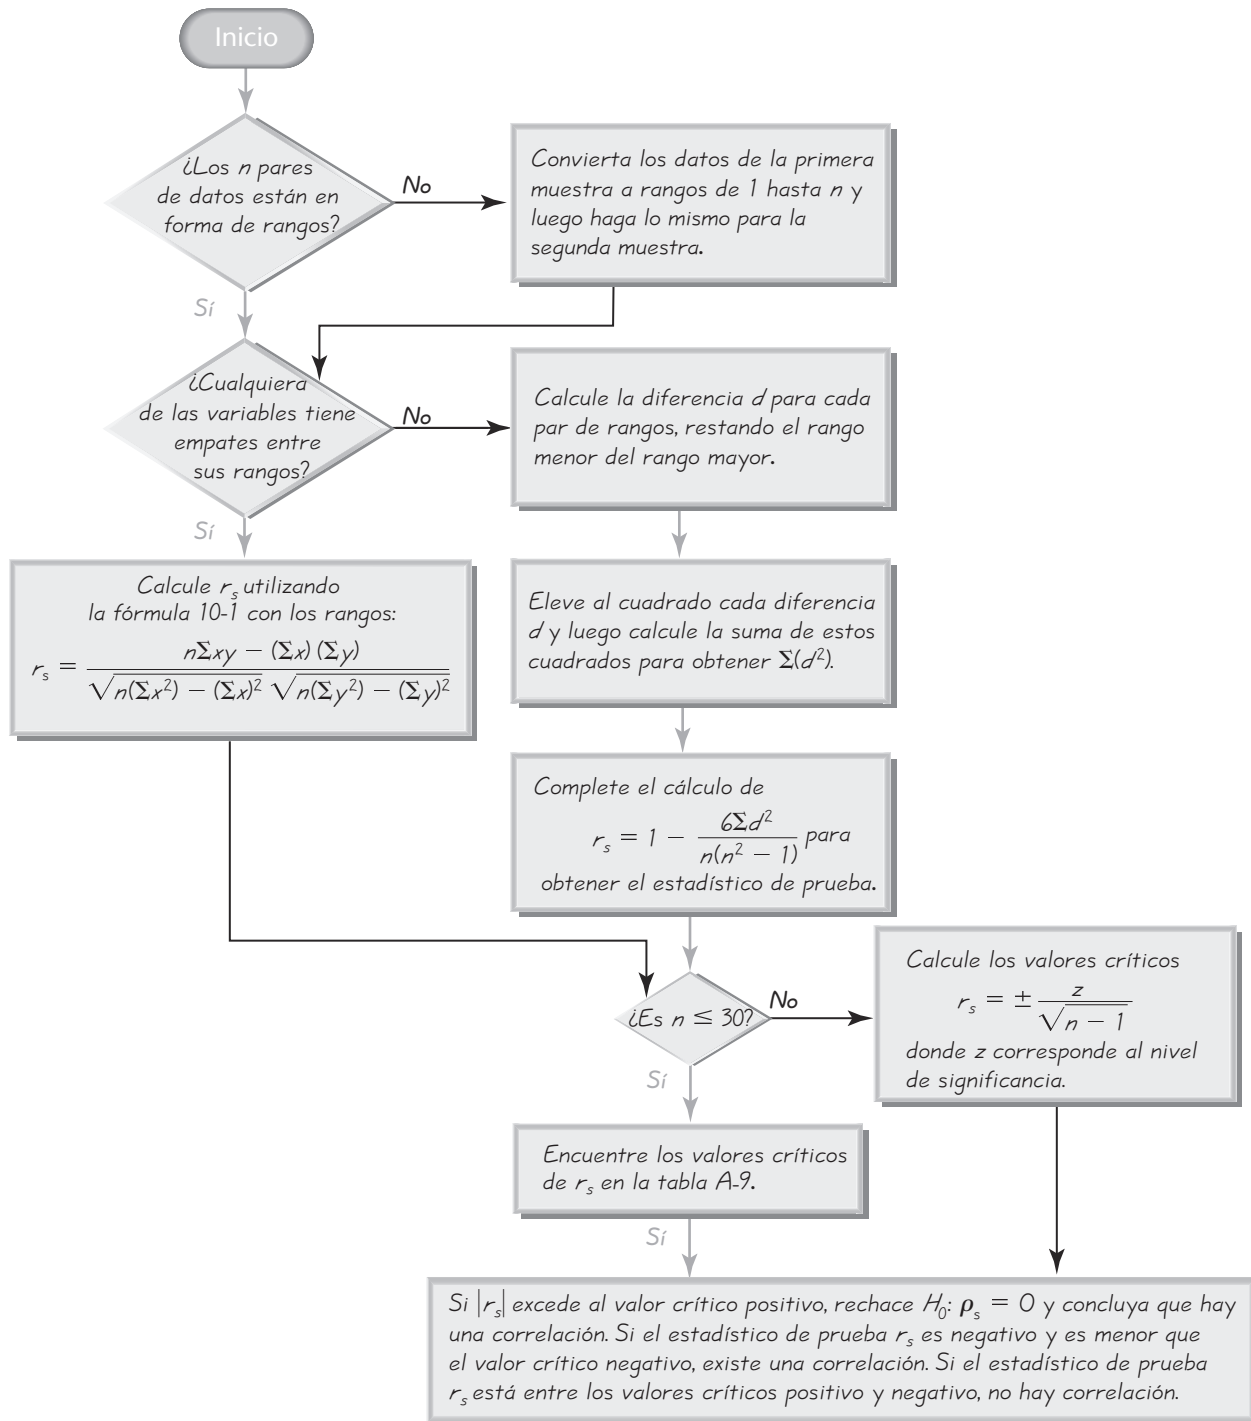 Inicio
¿Los n pares
de datos están en
forma de rangos?
No
Convierta los datos de la primera
muestra a rangos de 1 hasta n y
luego haga lo mismo para la
segunda muestra.
Sí
¿Cualquiera
de las variables tiene
empates entre
sus rangos?
No
Calcule la diferencia d para cada
par de rangos, restando el rango
menor del rango mayor.
Sí
Calcule r_s utilizando
la fórmula 10-1 con los rangos:
r_s = \frac{nΣxy − (Σx) (Σy)}{\sqrt{n(Σx²) − (Σx)²} \sqrt{n(Σy²) − (Σy)²}}
Eleve al cuadrado cada diferencia
d y luego calcule la suma de estos
cuadrados para obtener Σ(d²).
Complete el cálculo de
r_s = 1 − \frac{6Σd²}{n(n² − 1)} para
obtener el estadístico de prueba.
¿Es n ≤ 30?
No
Calcule los valores críticos
r_s = ± \frac{z}{\sqrt{n − 1}}
donde z corresponde al nivel
de significancia.
Sí
Encuentre los valores críticos
de r_s en la tabla A-9.
Sí
Si |r_s| excede al valor crítico positivo, rechace H_0: ρ_s = 0 y concluya que hay
una correlación. Si el estadístico de prueba r_s es negativo y es menor que
el valor crítico negativo, existe una correlación. Si el estadístico de prueba
r_s está entre los valores críticos positivo y negativo, no hay correlación.